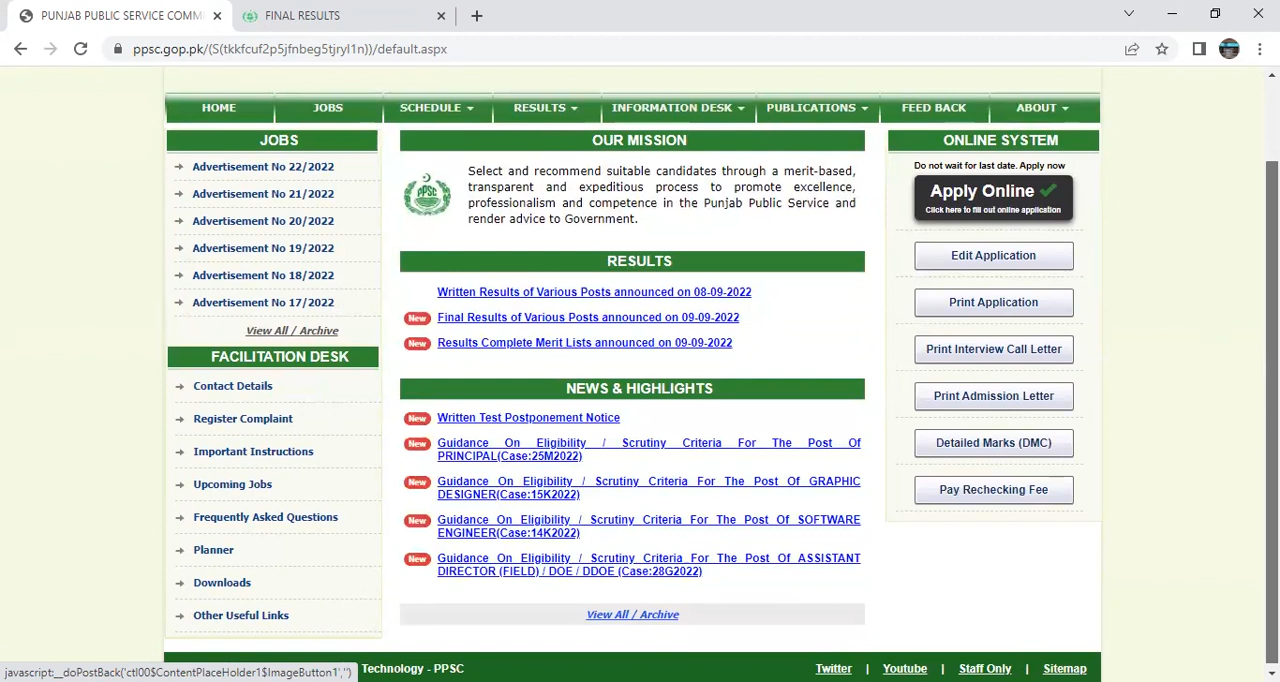 PUNJAB PUBLIC SERVICE COMM
FINAL RESULTS
ppsc.gop.pk/(S(tkkfcuf2p5jfnbeg5tjryl1n))/default.aspx
HOME
JOBS
SCHEDULE
RESULTS
INFORMATION DESK
PUBLICATIONS
FEED BACK
ABOUT
JOBS
Advertisement No 22/2022
Advertisement No 21/2022
Advertisement No 20/2022
Advertisement No 19/2022
Advertisement No 18/2022
Advertisement No 17/2022
View All / Archive
FACILITATION DESK
Contact Details
Register Complaint
Important Instructions
Upcoming Jobs
Frequently Asked Questions
Planner
Downloads
Other Useful Links
OUR MISSION
PPSC
Select and recommend suitable candidates through a merit-based,
transparent and expeditious process to promote excellence,
professionalism and competence in the Punjab Public Service and
render advice to Government.
RESULTS
Written Results of Various Posts announced on 08-09-2022
New Final Results of Various Posts announced on 09-09-2022
New Results Complete Merit Lists announced on 09-09-2022
NEWS & HIGHLIGHTS
New Written Test Postponement Notice
New Guidance On Eligibility / Scrutiny Criteria For The Post Of
PRINCIPAL(Case:25M2022)
New Guidance On Eligibility / Scrutiny Criteria For The Post Of GRAPHIC
DESIGNER(Case:15K2022)
New Guidance On Eligibility / Scrutiny Criteria For The Post Of SOFTWARE
ENGINEER(Case:14K2022)
New Guidance On Eligibility / Scrutiny Criteria For The Post Of ASSISTANT
DIRECTOR (FIELD) / DOE / DDOE (Case:28G2022)
View All / Archive
ONLINE SYSTEM
Do not wait for last date. Apply now
Apply Online
Click here to fill out online application
Edit Application
Print Application
Print Interview Call Letter
Print Admission Letter
Detailed Marks (DMC)
Pay Rechecking Fee
javascript:__doPostBack('ctl00$ContentPlaceHolder1$ImageButton1','')
Technology - PPSC
Twitter | Youtube | Staff Only | Sitemap